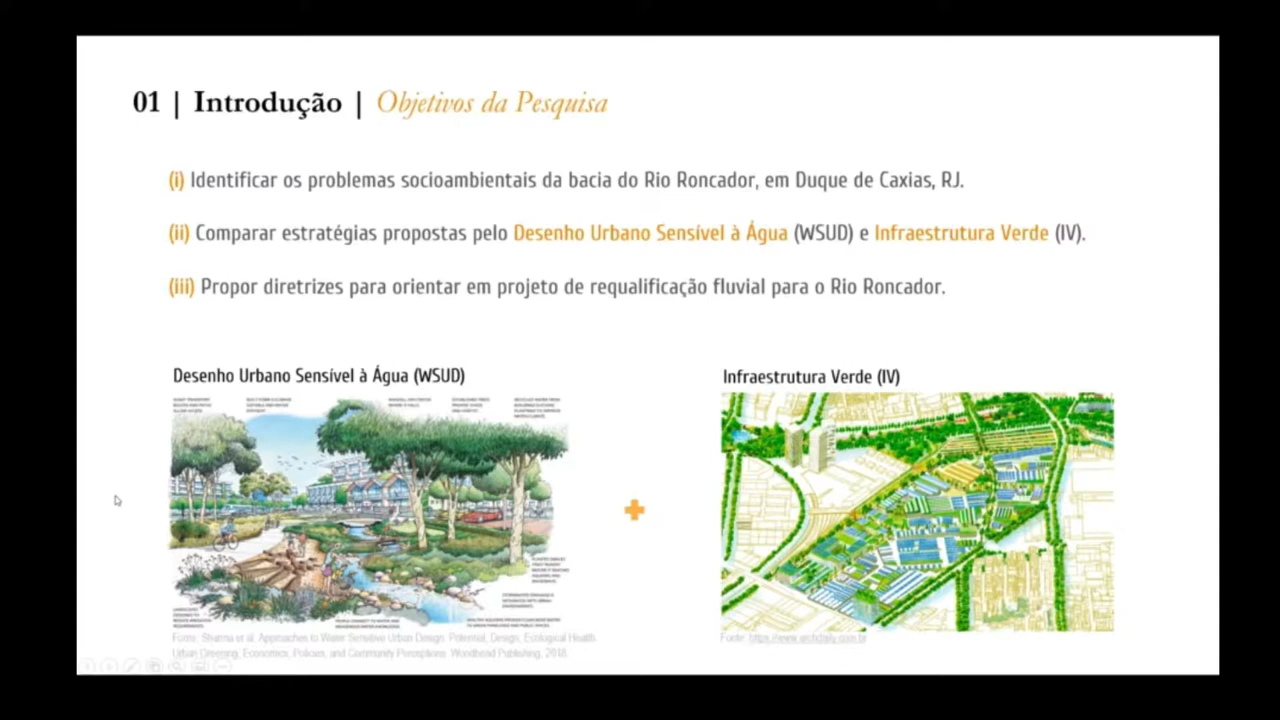 01 | Introdução | Objetivos da Pesquisa
(i) Identificar os problemas socioambientais da bacia do Rio Roncador, em Duque de Caxias, RJ.
(ii) Comparar estratégias propostas pelo Desenho Urbano Sensível à Água (WSUD) e Infraestrutura Verde (IV).
(iii) Propor diretrizes para orientar em projeto de requalificação fluvial para o Rio Roncador.
Desenho Urbano Sensível à Água (WSUD)
Infraestrutura Verde (IV)
Fonte: Sharma et al. Approaches to Water Sensitive Urban Design: Potential, Design, Ecological Health,
Urban Greening, Economics, Policies, and Community Perceptions. Woodhead Publishing, 2018.
Fonte: https://www.archdaily.com.br